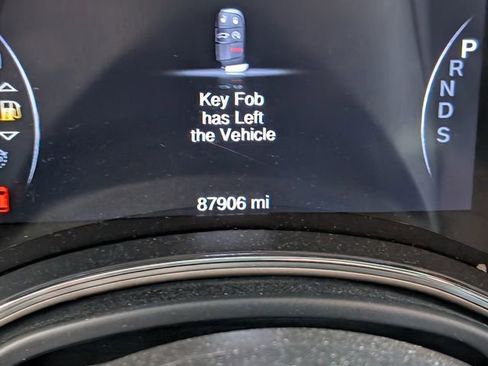 Key Fob
has Left
the Vehicle
87906 mi
P
R
N
D
S